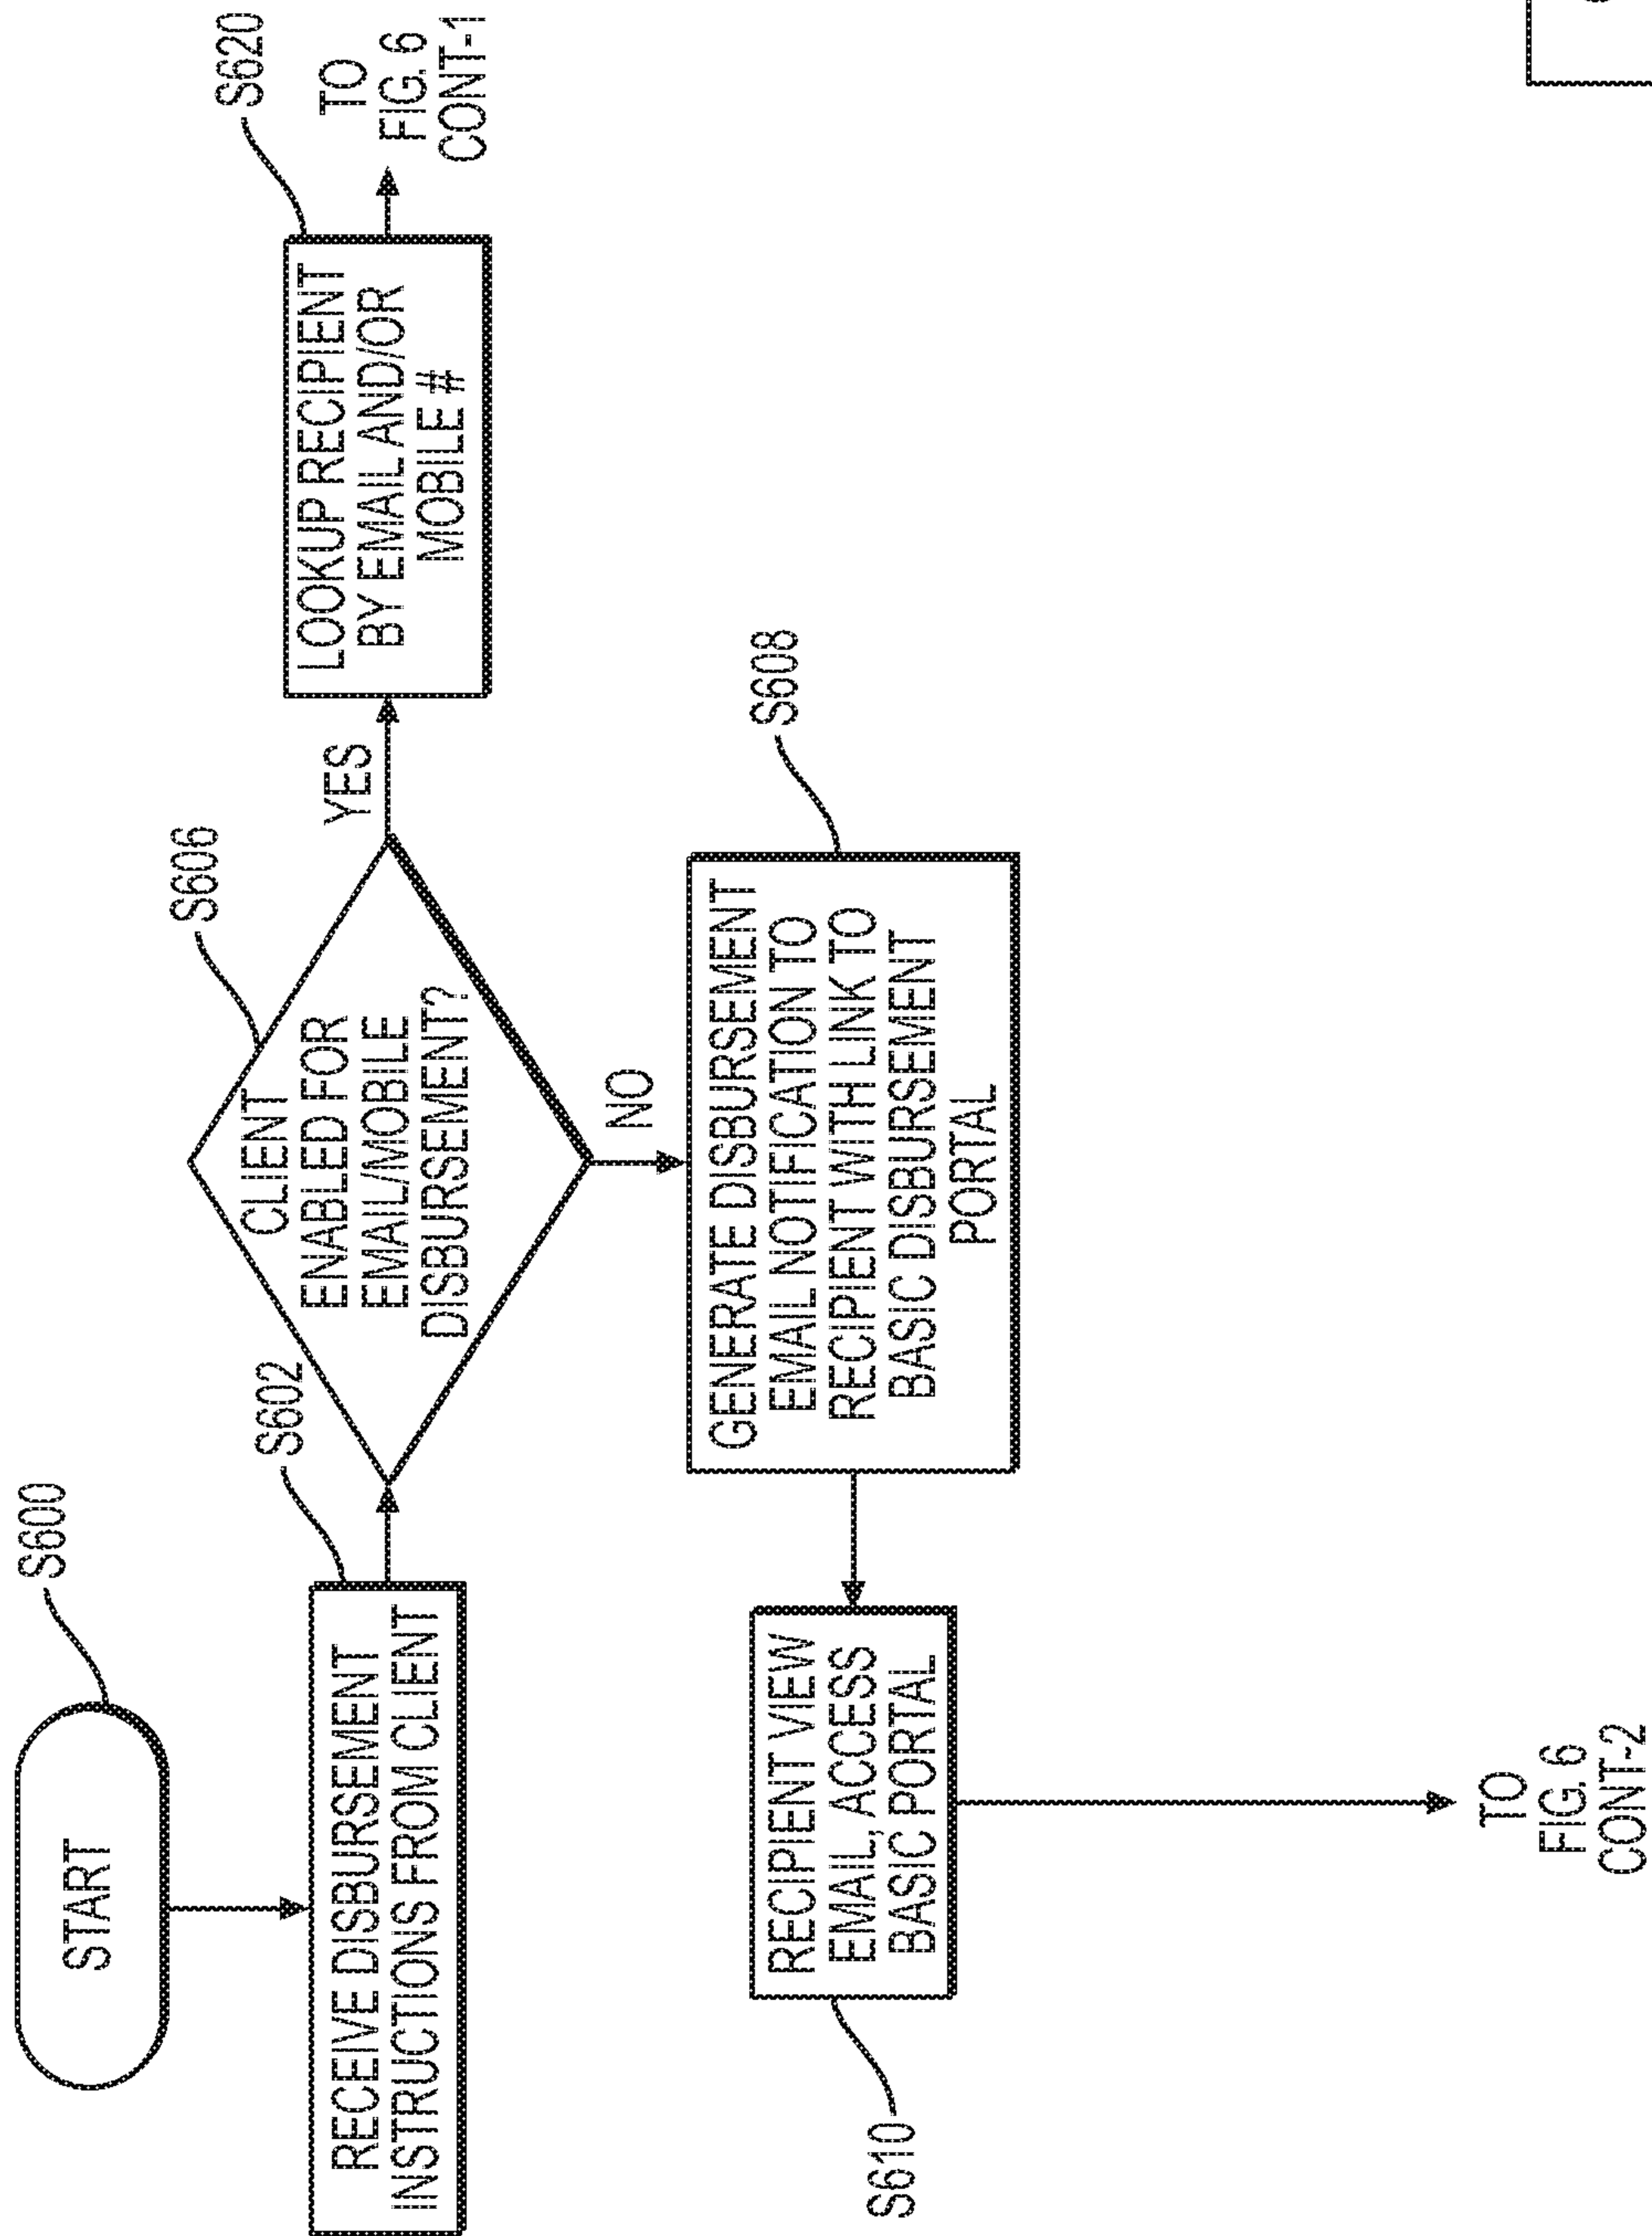 S600
START
S602
RECEIVE DISBURSEMENT
INSTRUCTIONS FROM CLIENT
S606
CLIENT
ENABLED FOR
EMAIL/MOBILE
DISBURSEMENT?
YES
S620
LOOKUP RECIPIENT
BY EMAIL AND/OR
MOBILE #
TO
FIG. 6
CONT-1
NO
S608
GENERATE DISBURSEMENT
EMAIL NOTIFICATION TO
RECIPIENT WITH LINK TO
BASIC DISBURSEMENT
PORTAL
S610
RECIPIENT VIEW
EMAIL, ACCESS
BASIC PORTAL
TO
FIG. 6
CONT-2